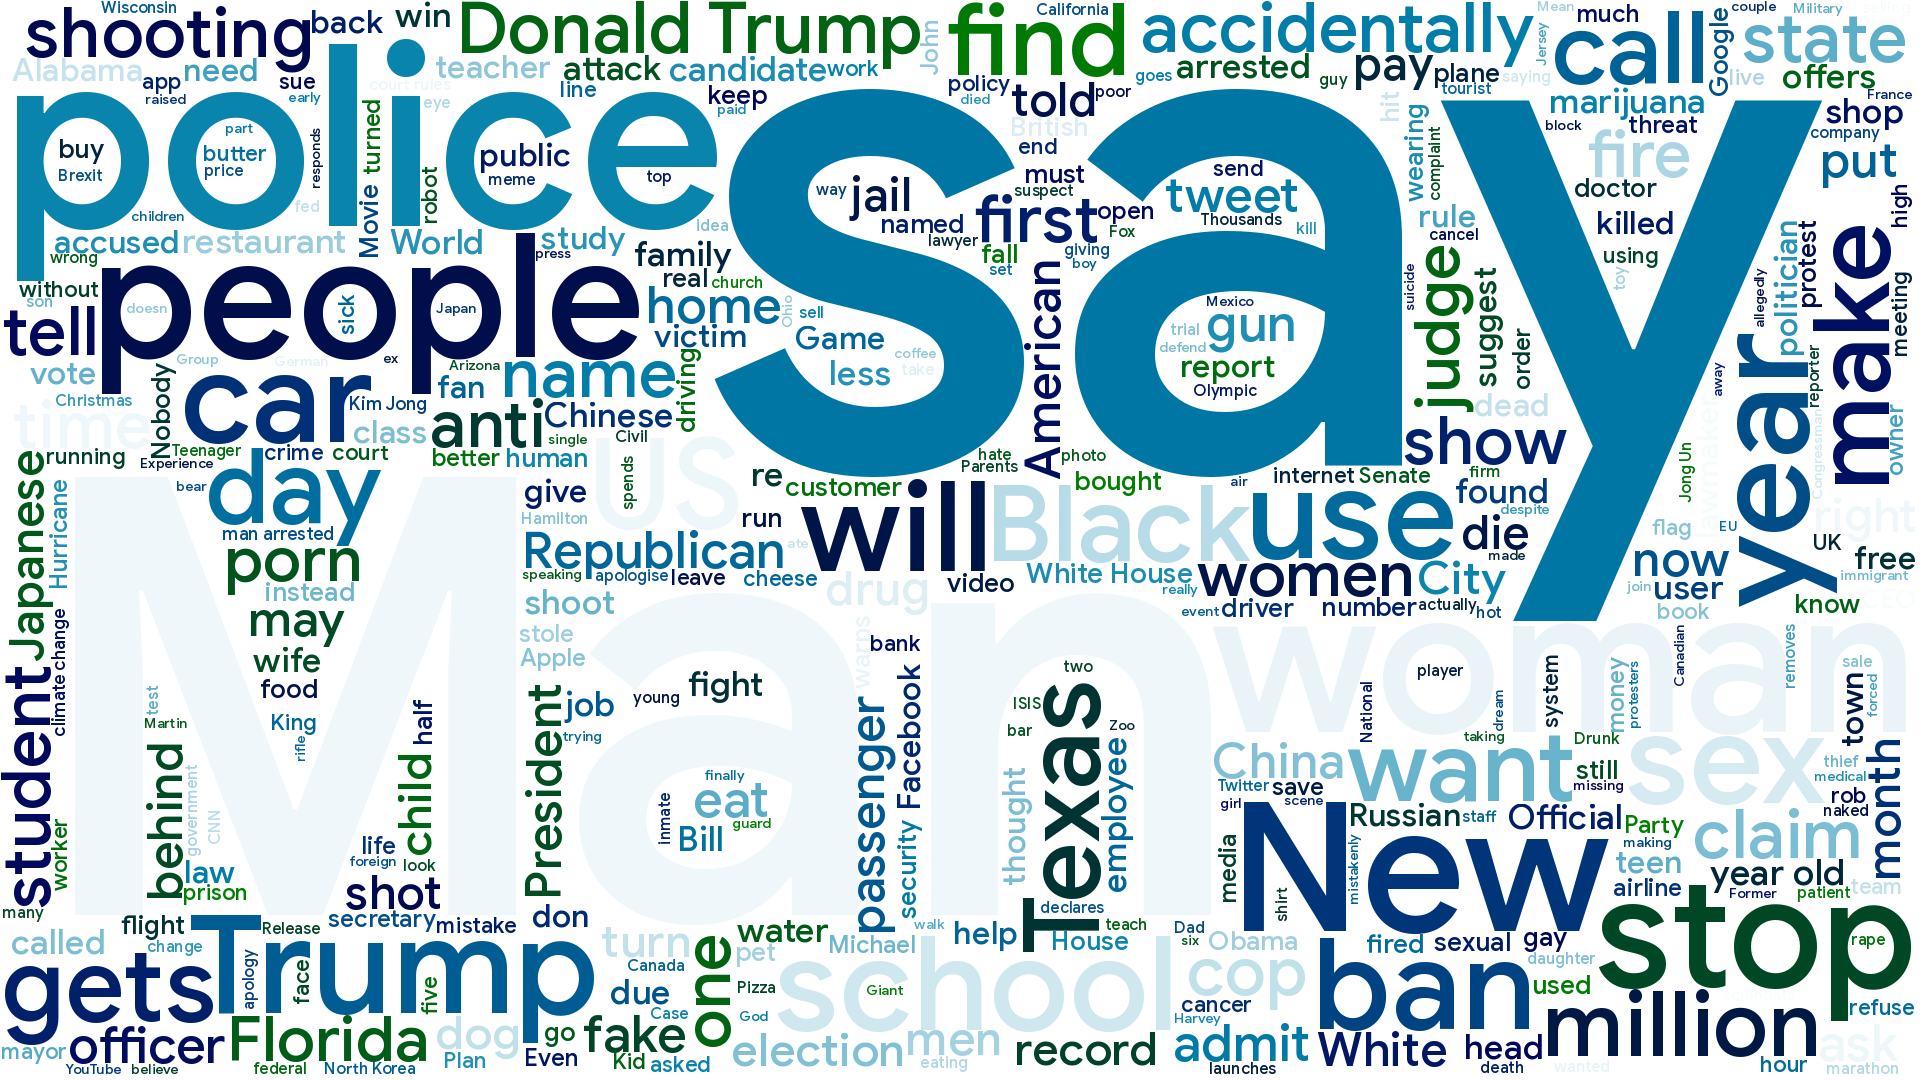 Wisconsin
back
win
Donald Trump
find
California
accidentally
Mean
much
couple
Military
selling
shooting
John
Jersey
call
Google
state
Alabama
app
need
sue
court rules
teacher
attack
candidate
work
goes
arrested
guy
saying
pay
plane
live
offers
raised
early
eye
line
keep
policy
died
told
poor
tourist
hit
marijuana
France
shop
police
part
butter
price
buy
Brexit
responds
turned
public
meme
top
paid
British
end
must
suspect
block
threat
company
fire
put
Movie
robot
children
fed
way
jail
named
lawyer
first
open
Fox
send
tweet
Thousands
kill
wearing
complaint
rule
cancel
doctor
killed
using
toy
high
say
accused
restaurant
World
study
press
idea
family
real
church
fall
set
giving
boy
wrong
without
son
doesn
people
sick
Japan
home
victim
Ohio
sell
Game
less
coffee
take
American
Mexico
gun
trial
defend
report
Olympic
suicide
judge
suggest
order
allegedly
politician
protest
meeting
make
reporter
year
away
tell
vote
Christmas
Group
German
ex
car
Kim Jong
Arizona
fan
name
driving
time
Nobody
Teenager
class
anti
Chinese
single
Civil
US
hate
Parents
photo
show
dead
lawmaker
Congressman
owner
running
Experience
crime
court
better
human
spends
re
customer
bought
air
internet
Senate
firm
Jong Un
Japanese
Hurricane
bear
day
man arrested
give
Hamilton
run
ate
will
Black
use
found
despite
die
made
flag
EU
right
UK
free
immigrant
CEO
porn
instead
Republican
speaking
apologise
leave
cheese
drug
video
White House
really
women
event
driver
City
number
actually
hot
now
user
join
book
know
climate change
may
wife
food
shoot
stole
Apple
warns
bank
two
woman
player
Canadian
removes
sale
forced
student
test
Martin
King
rifle
half
President
job
trying
young
fight
Man
passenger
security
Facebook
ISIS
bar
Texas
Zoo
employee
National
dream
system
money
protesters
town
month
behind
government
CNN
child
finally
eat
inmate
guard
Bill
thought
China
want
taking
Drunk
still
missing
sex
thief
medical
rob
naked
worker
law
prison
life
foreign
look
shot
Twitter
girl
save
scene
New
media
shirt
mistakenly
Russian
staff
Official
Party
making
teen
airline
claim
year old
Former
patient
team
many
flight
change
Release
secretary
mistake
don
water
walk
declares
teach
Dad
six
help
House
Michael
Obama
fired
sexual
gay
daughter
stop
rape
called
gets
Trump
apology
face
five
turn
Canada
due
Case
one
pet
Pizza
God
Giant
school
cop
cancer
Harvey
ban
used
million
refuse
mayor
officer
YouTube
believe
Florida
federal
North Korea
dog
Plan
go
Even
fake
Kid
asked
election
men
eating
record
admit
launches
White
head
death
wanted
hour
ask
marathon